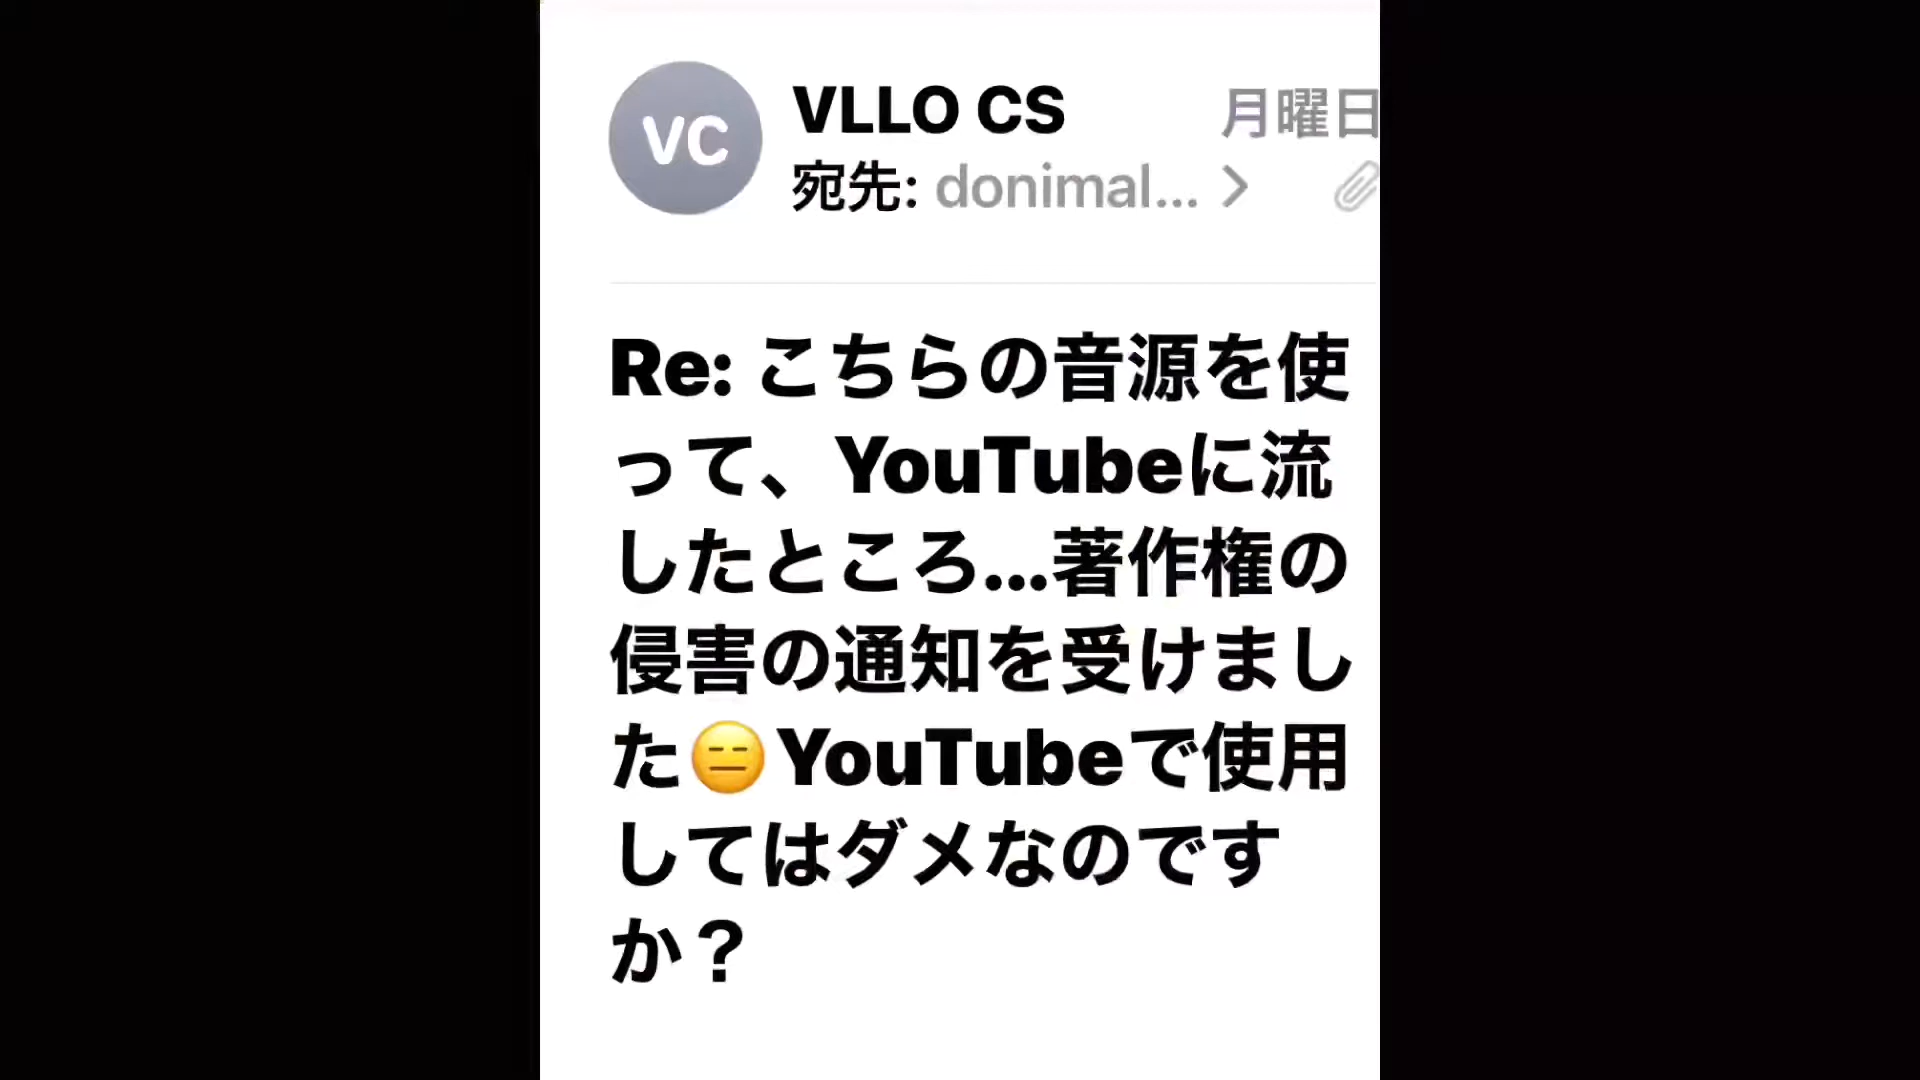 VC
VLLO CS
月曜日
宛先: donimal... >
Re: こちらの音源を使
って、YouTubeに流
したところ...著作権の
侵害の通知を受けまし
た😑YouTubeで使用
してはダメなのです
か？